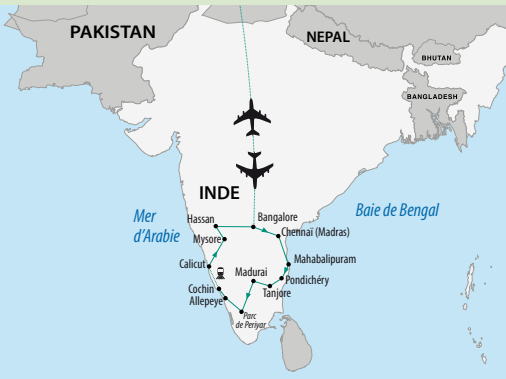 PAKISTAN
NEPAL
BHUTAN
BANGLADESH
INDE
Mer
d'Arabie
Baie de Bengal
Hassan
Bangalore
Chennaï (Madras)
Mysore
Mahabalipuram
Calicut
Madurai
Pondichéry
Cochin
Tanjore
Allepeye
Parc
de Periyar